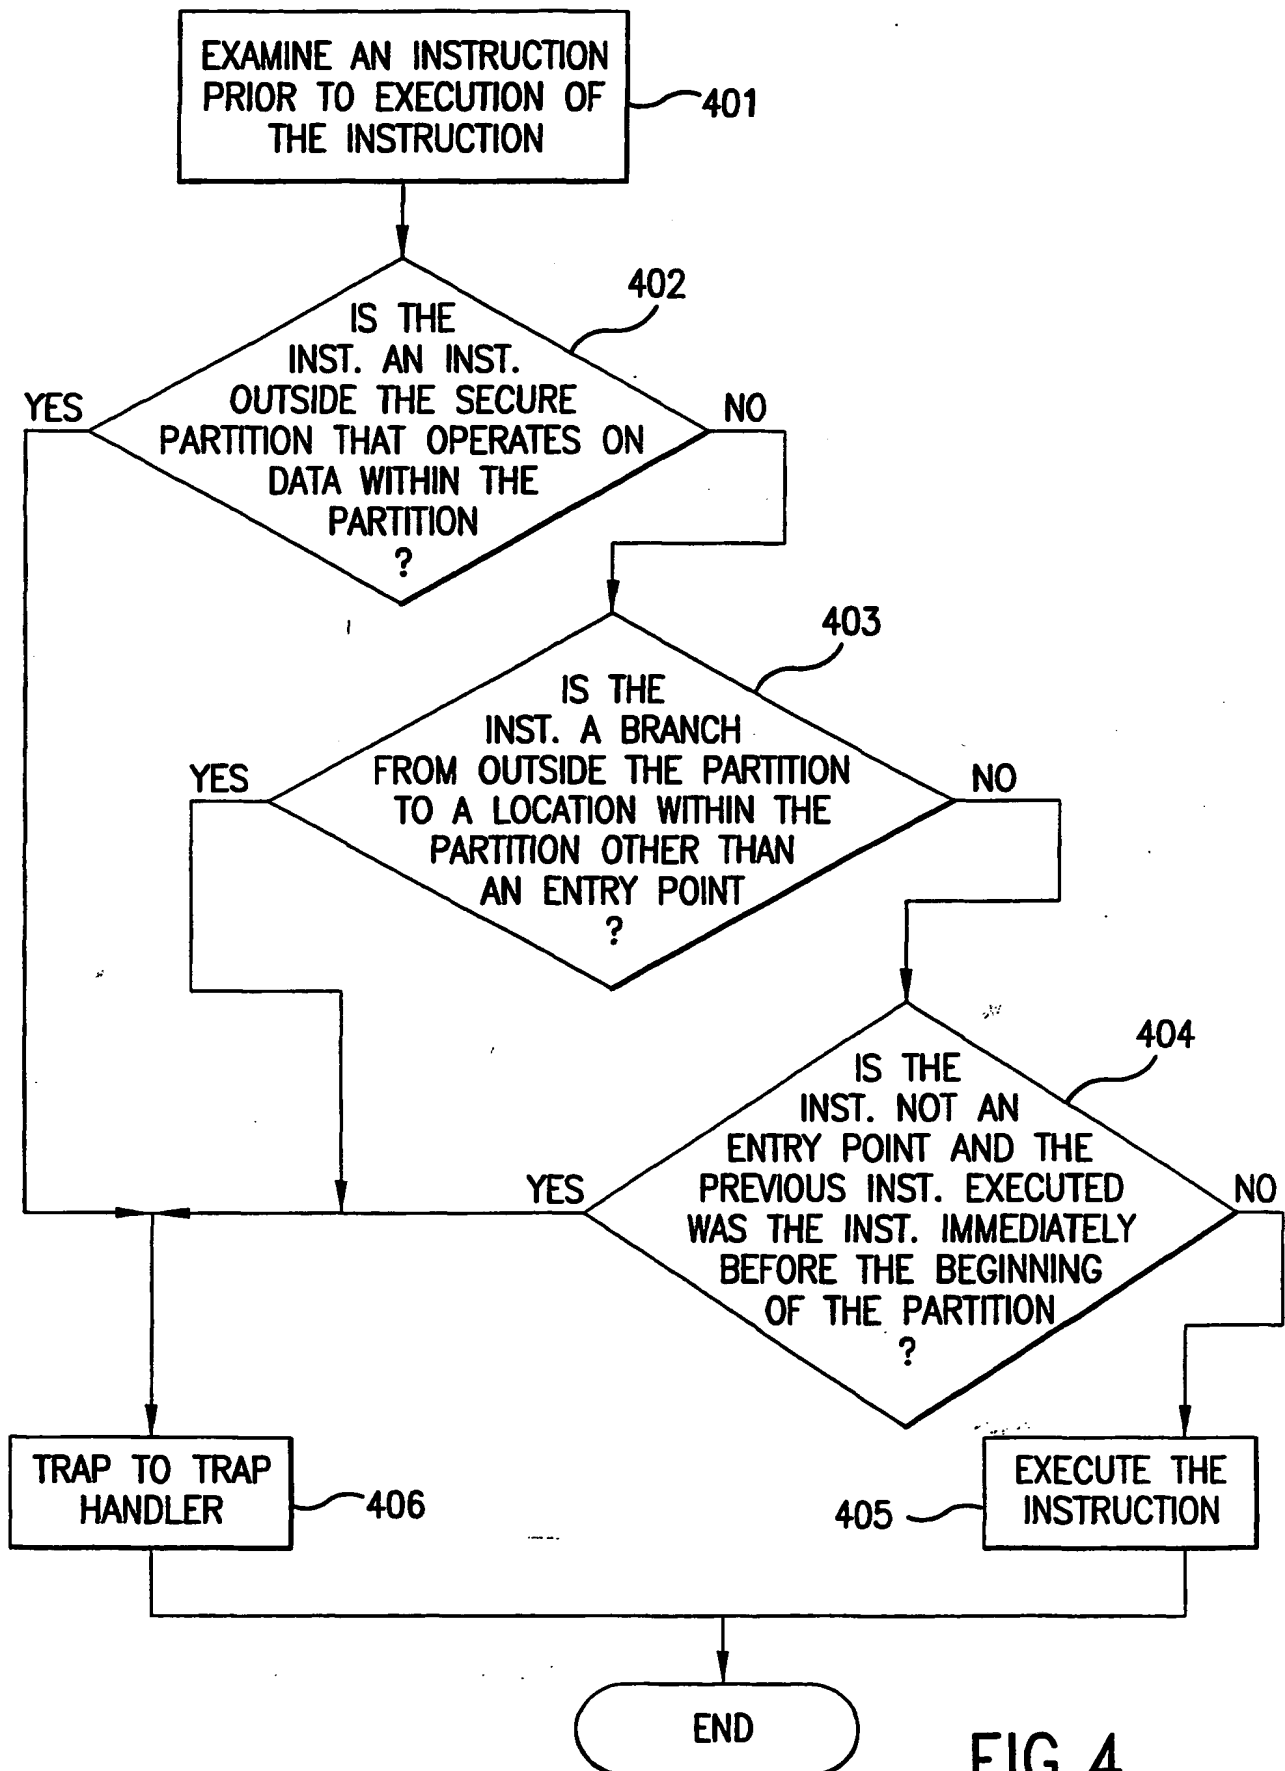 EXAMINE AN INSTRUCTION
PRIOR TO EXECUTION OF
THE INSTRUCTION
401
402
IS THE
INST. AN INST.
OUTSIDE THE SECURE
PARTITION THAT OPERATES ON
DATA WITHIN THE
PARTITION
?
YES
NO
403
IS THE
INST. A BRANCH
FROM OUTSIDE THE PARTITION
TO A LOCATION WITHIN THE
PARTITION OTHER THAN
AN ENTRY POINT
?
YES
NO
404
IS THE
INST. NOT AN
ENTRY POINT AND THE
PREVIOUS INST. EXECUTED
WAS THE INST. IMMEDIATELY
BEFORE THE BEGINNING
OF THE PARTITION
?
YES
NO
TRAP TO TRAP
HANDLER
406
405
EXECUTE THE
INSTRUCTION
END
FIG 4